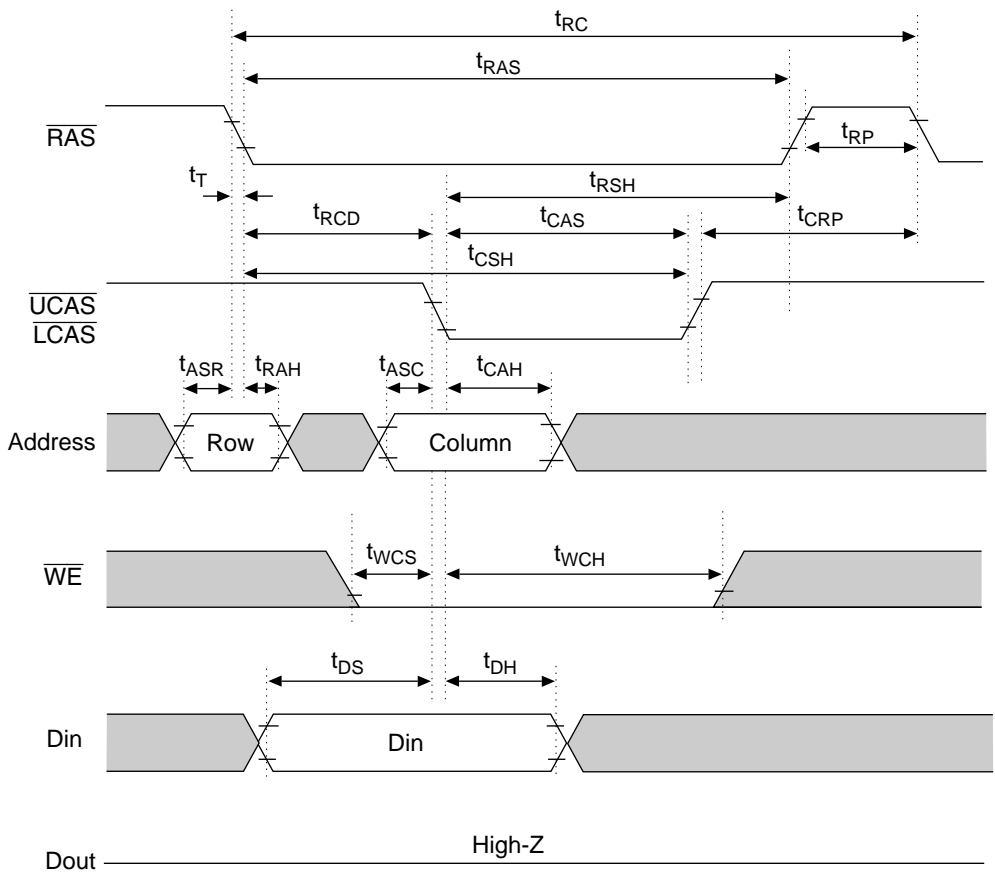 tRC
tRAS
RAS
tRP
tT
tRSH
tRCD
tCAS
tCRP
tCSH
UCAS
LCAS
tASR
tRAH
tASC
tCAH
Address
Row
Column
WE
tWCS
tWCH
tDS
tDH
Din
Din
High-Z
Dout